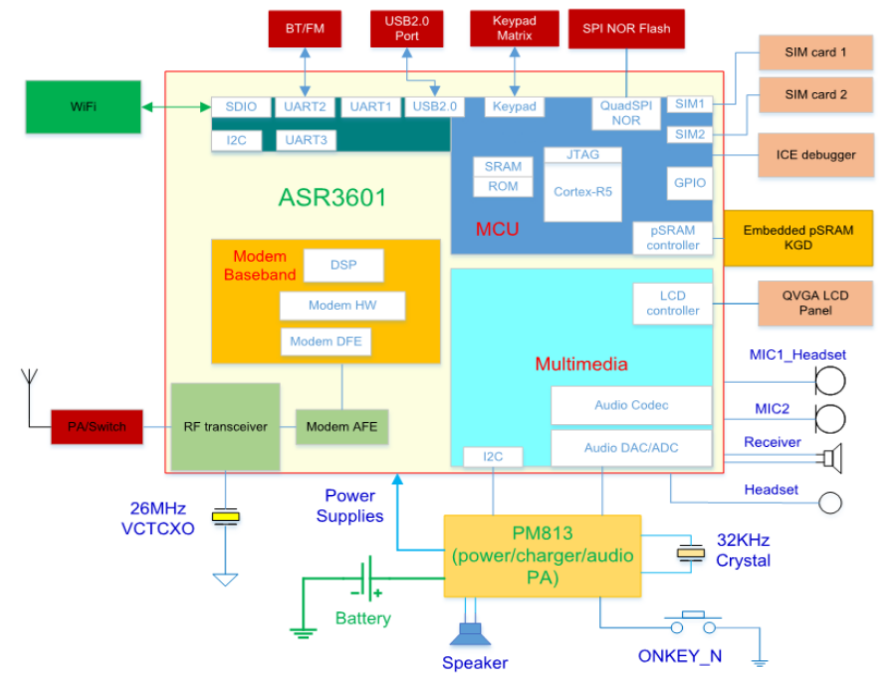 BT/FM
USB2.0
Port
Keypad
Matrix
SPI NOR Flash
SIM card 1
SIM card 2
ICE debugger
WiFi
SDIO
UART2
UART1
USB2.0
Keypad
QuadSPI
NOR
SIM1
SIM2
I2C
UART3
SRAM
ROM
JTAG
Cortex-R5
GPIO
ASR3601
MCU
pSRAM
controller
Embedded pSRAM
KGD
Modem
Baseband
DSP
Modem HW
Modem DFE
LCD
controller
QVGA LCD
Panel
Multimedia
MIC1_Headset
Audio Codec
MIC2
PA/Switch
RF transceiver
Modem AFE
Audio DAC/ADC
I2C
Receiver
Headset
26MHz
VCTCXO
Power
Supplies
PM813
(power/charger/audio
PA)
32KHz
Crystal
- +
Battery
Speaker
ONKEY_N